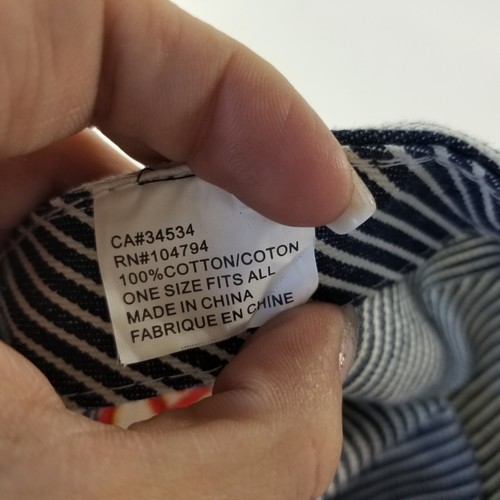 CA#34534
RN#104794
100%COTTON/COTON
ONE SIZE FITS ALL
MADE IN CHINA
FABRIQUE EN CHINE